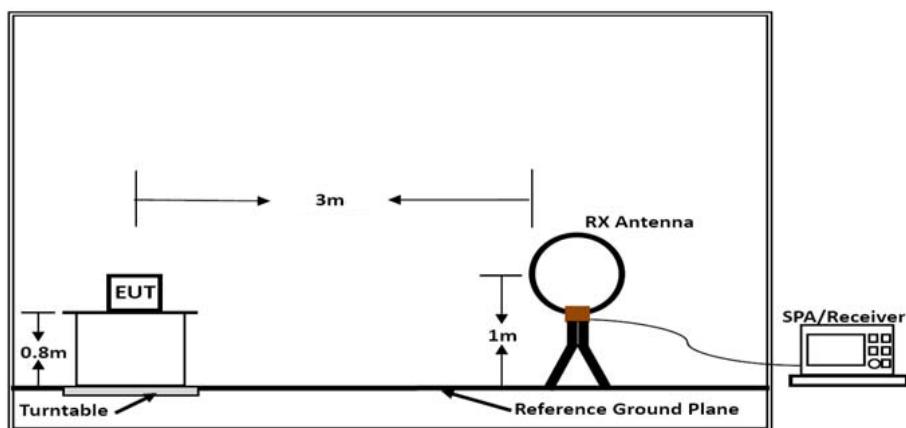 3m
RX Antenna
EUT
SPA/Receiver
0.8m
1m
Turntable
Reference Ground Plane